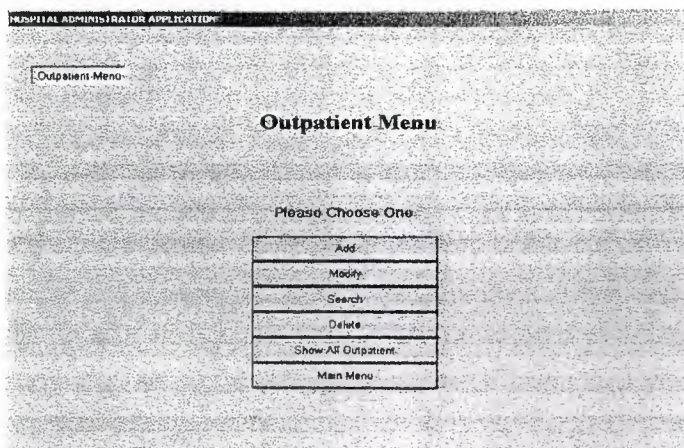 HOSPITAL ADMINISTRATOR APPLICATION
Outpatient Menu
Outpatient Menu
Please Choose One
Add
Modify
Search
Delete
Show All Outpatient
Main Menu